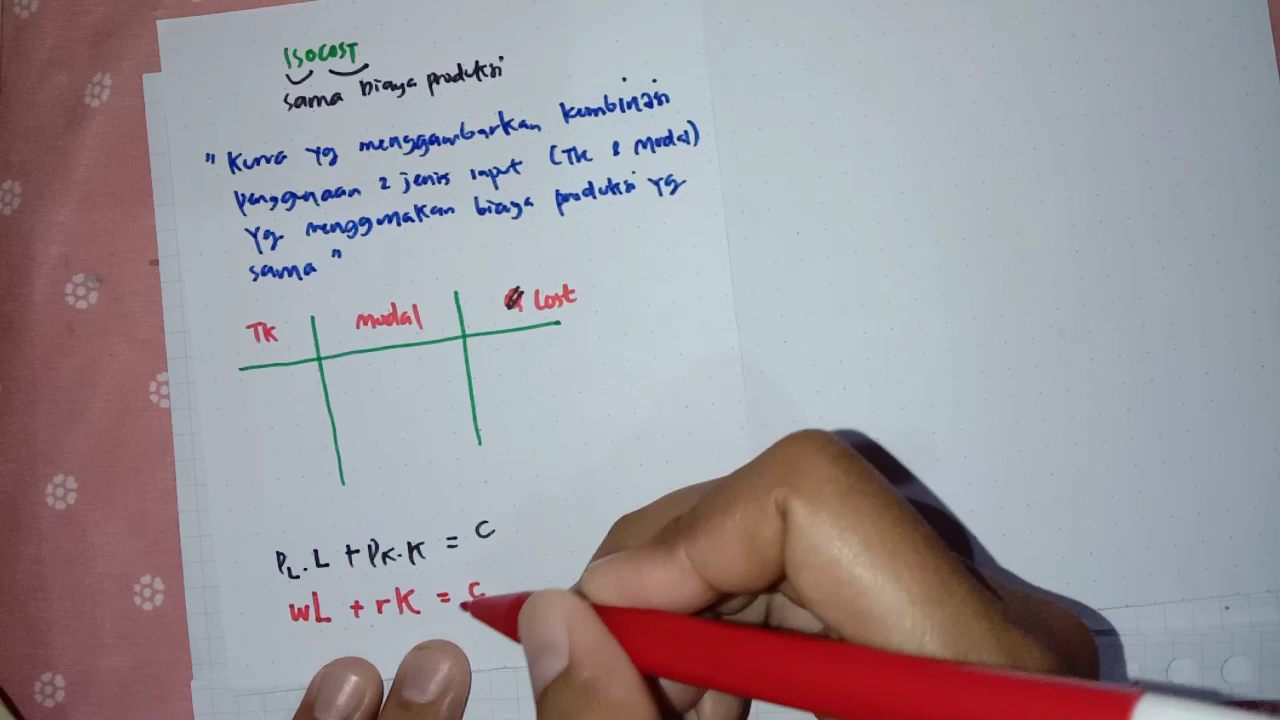 ISOCOST
sama biaya produksi
"Kurva yg menggambarkan kombinasi
penggunaan 2 jenis input (TK & Modal)
yg menggunakan biaya produksi yg
sama"
TK modal Cost
PL.L + PK.K = C
wL + rK = C